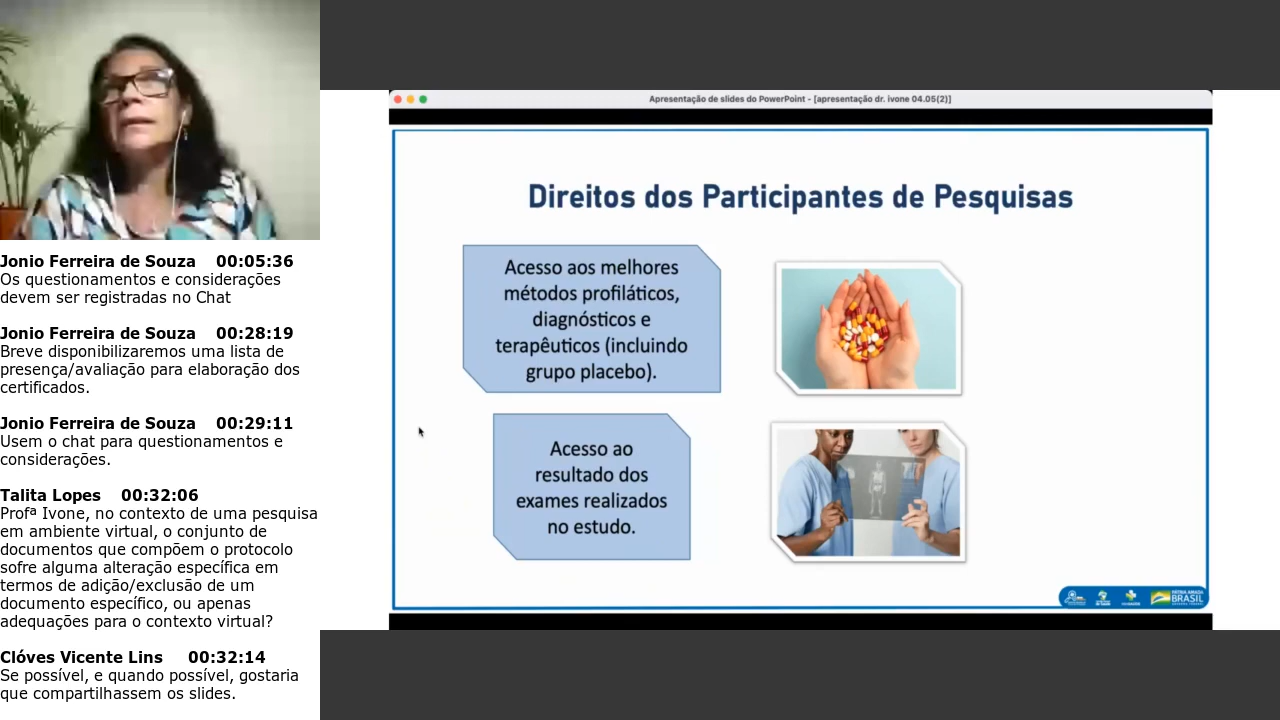 Jonio Ferreira de Souza 00:05:36
Os questionamentos e considerações
devem ser registradas no Chat
Jonio Ferreira de Souza 00:28:19
Breve disponibilizaremos uma lista de
presença/avaliação para elaboração dos
certificados.
Jonio Ferreira de Souza 00:29:11
Usem o chat para questionamentos e
considerações.
Talita Lopes 00:32:06
Profª Ivone, no contexto de uma pesquisa
em ambiente virtual, o conjunto de
documentos que compõem o protocolo
sofre alguma alteração específica em
termos de adição/exclusão de um
documento específico, ou apenas
adequações para o contexto virtual?
Clóves Vicente Lins 00:32:14
Se possível, e quando possível, gostaria
que compartilhassem os slides.
Apresentação de slides do PowerPoint - [apresentação dr. ivone 04.05(2)]
Direitos dos Participantes de Pesquisas
Acesso aos melhores
métodos profiláticos,
diagnósticos e
terapêuticos (incluindo
grupo placebo).
Acesso ao
resultado dos
exames realizados
no estudo.
PÁTRIA AMADA
BRASIL